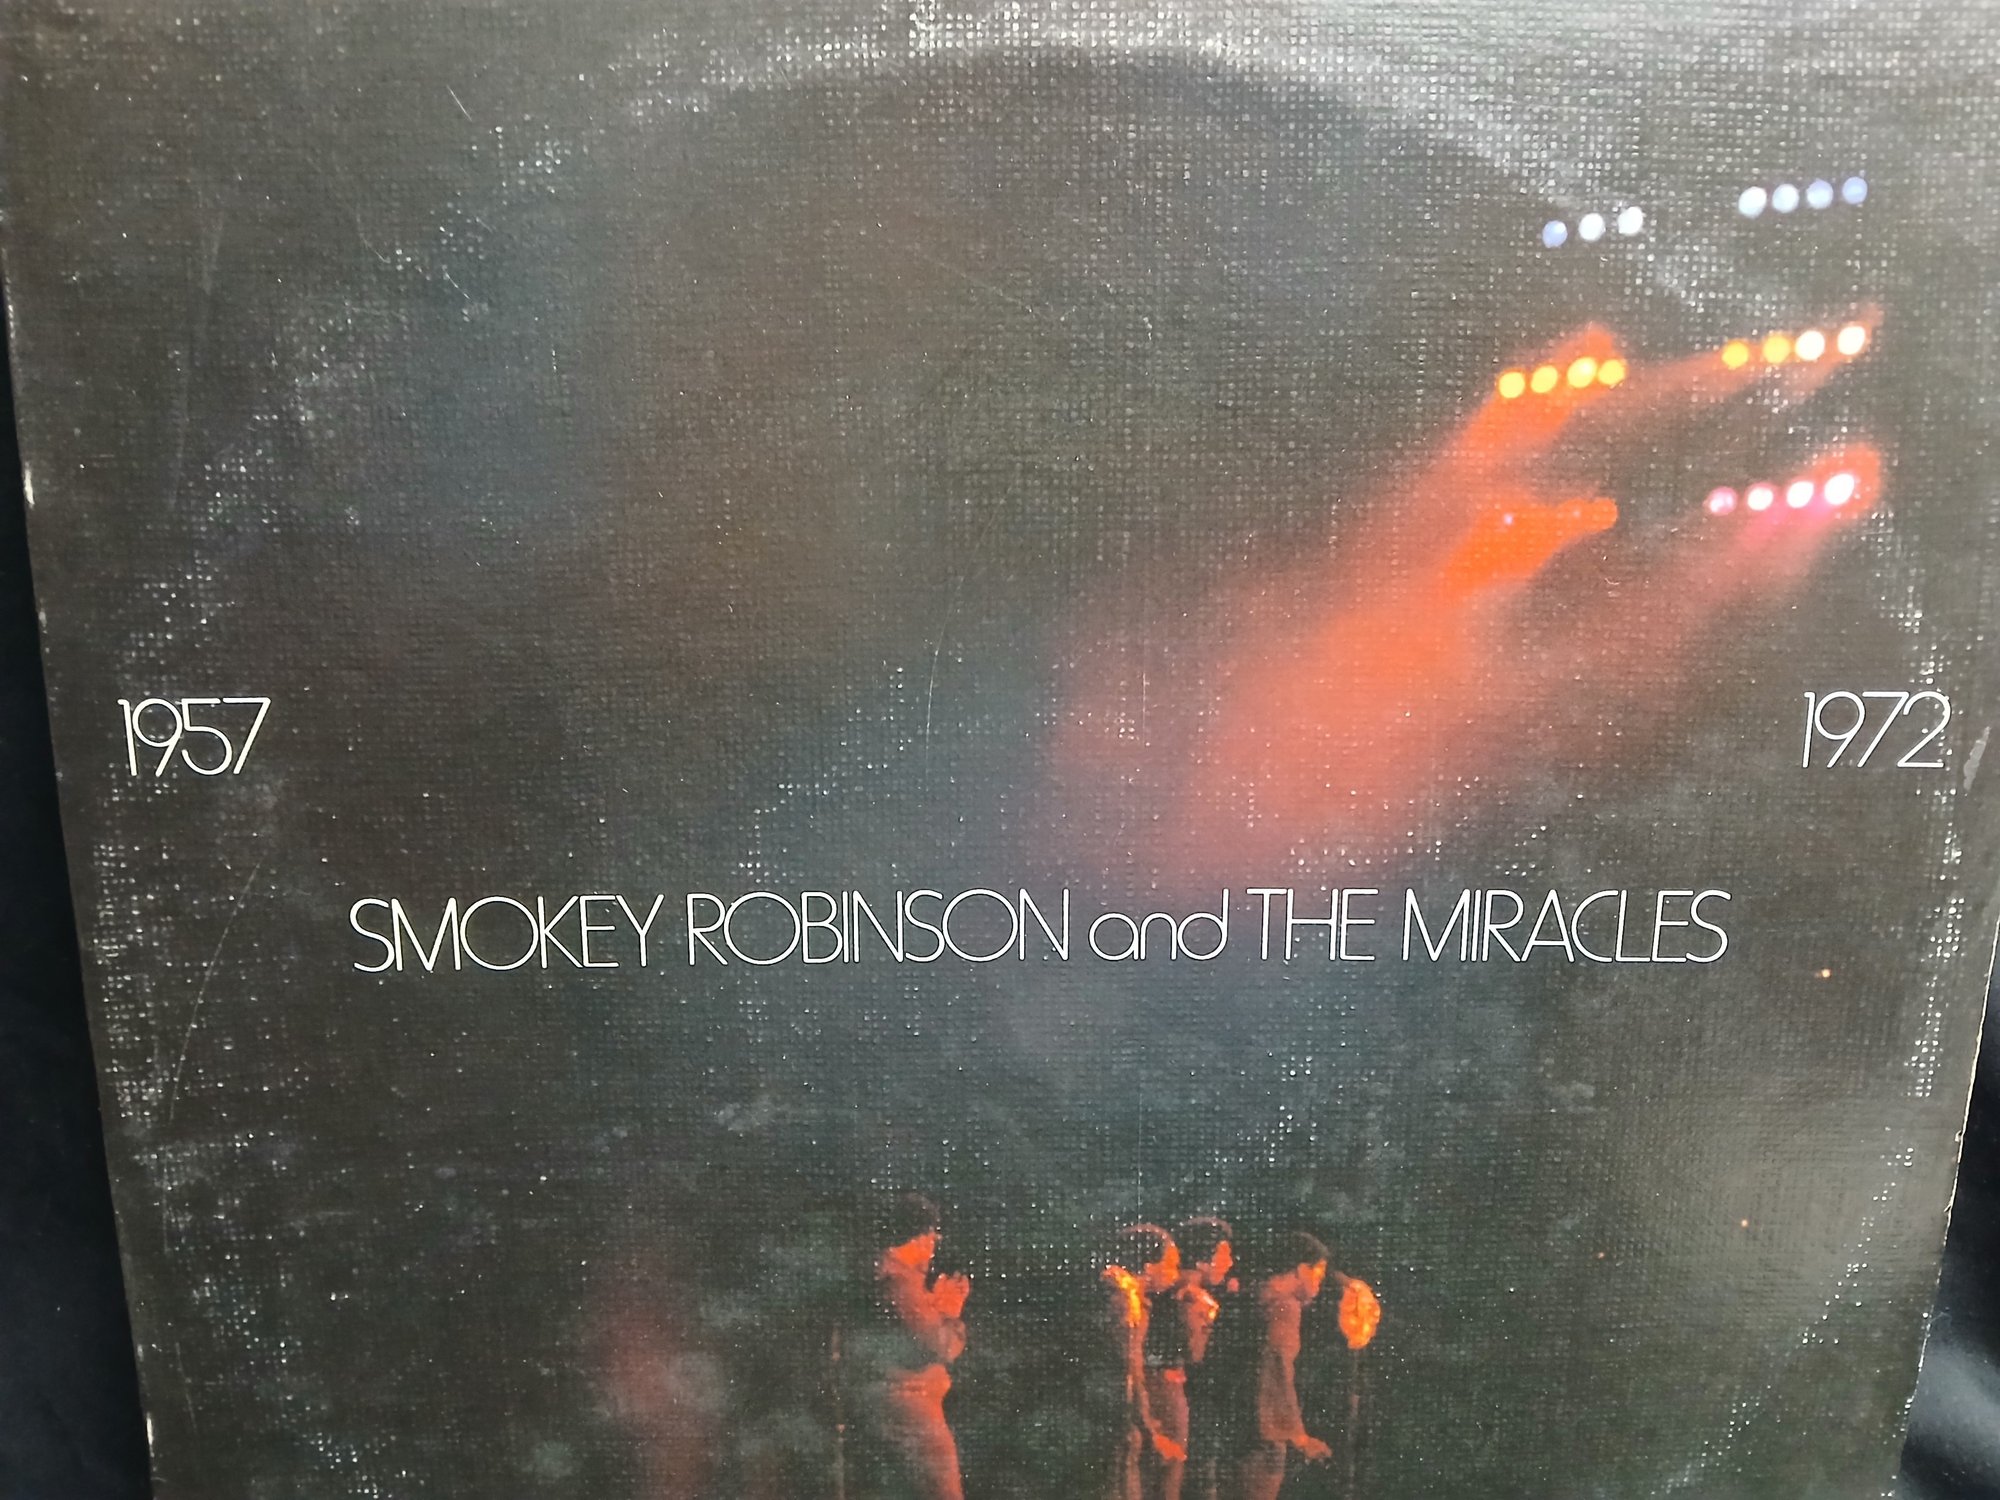 1957 1972
SMOKEY ROBINSON and THE MIRACLES